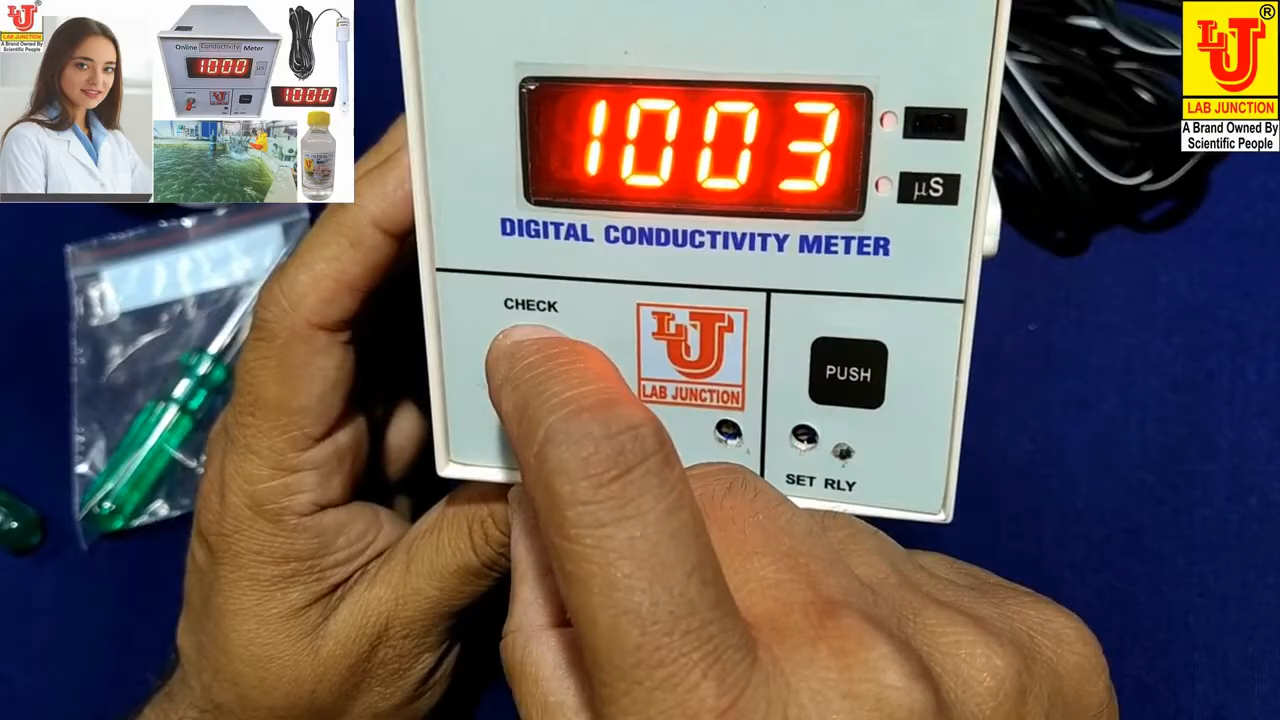 LJ
LAB JUNCTION
A Brand Owned By
Scientific People
Online Conductivity Meter
1000
μS
1000
1003
μS
DIGITAL CONDUCTIVITY METER
CHECK
LJ
LAB JUNCTION
PUSH
SET RLY
LJ
®
LAB JUNCTION
A Brand Owned By
Scientific People